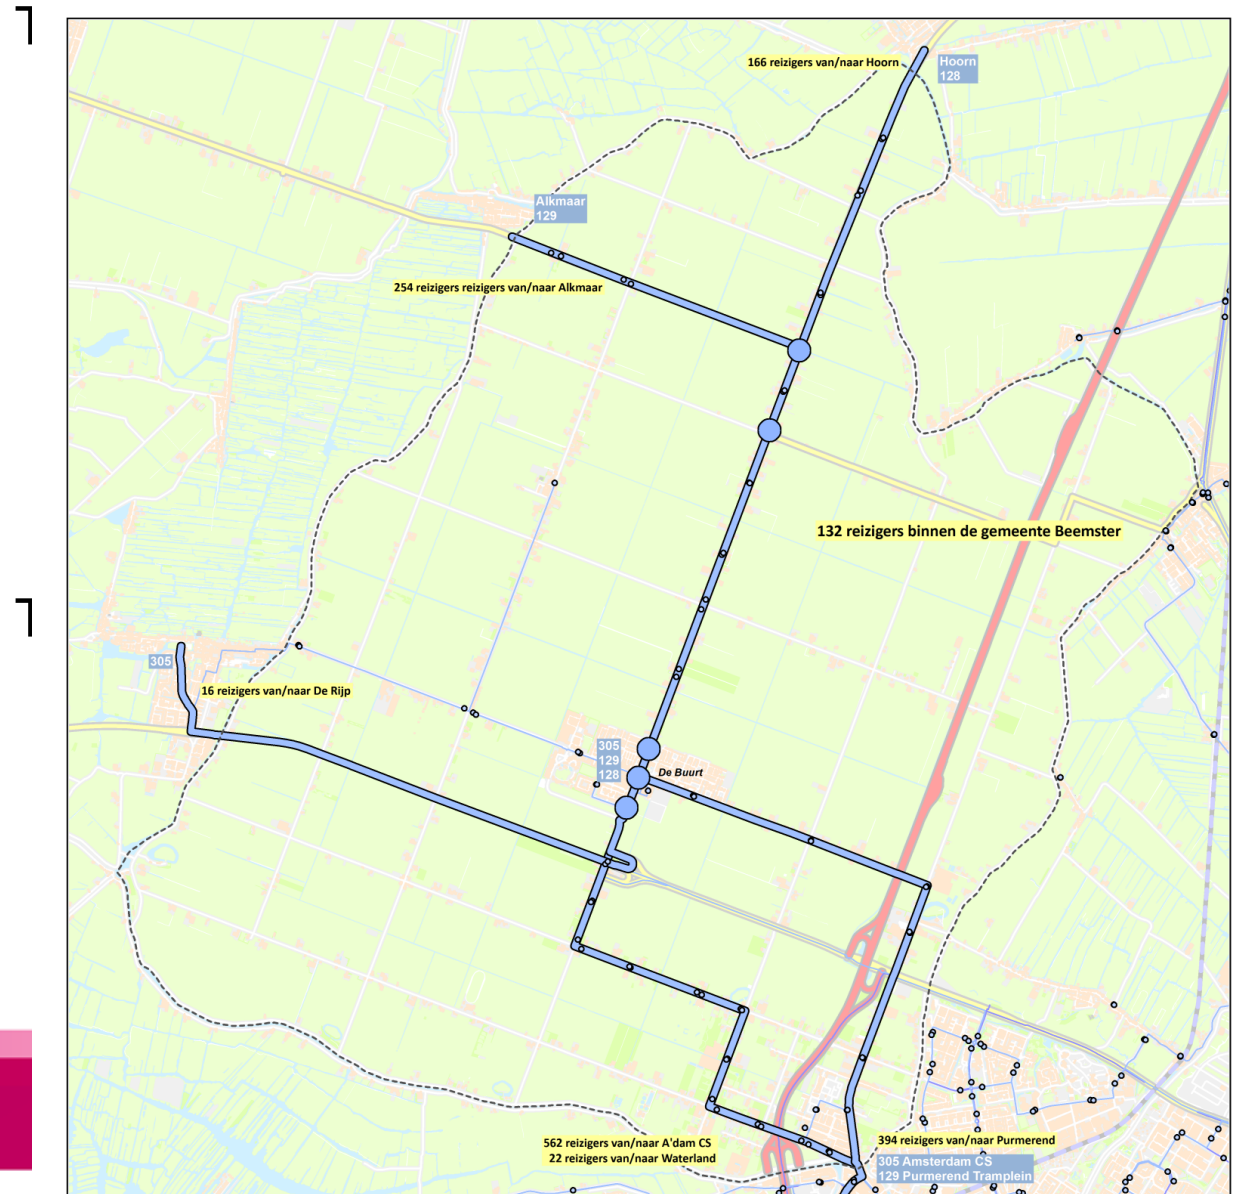 166 reizigers van/naar Hoorn
Hoorn
128
Alkmaar
129
254 reizigers reizigers van/naar Alkmaar
132 reizigers binnen de gemeente Beemster
305
16 reizigers van/naar De Rijp
305
129
128
De Buurt
562 reizigers van/naar A'dam CS
22 reizigers van/naar Waterland
394 reizigers van/naar Purmerend
305 Amsterdam CS
129 Purmerend Tramplein